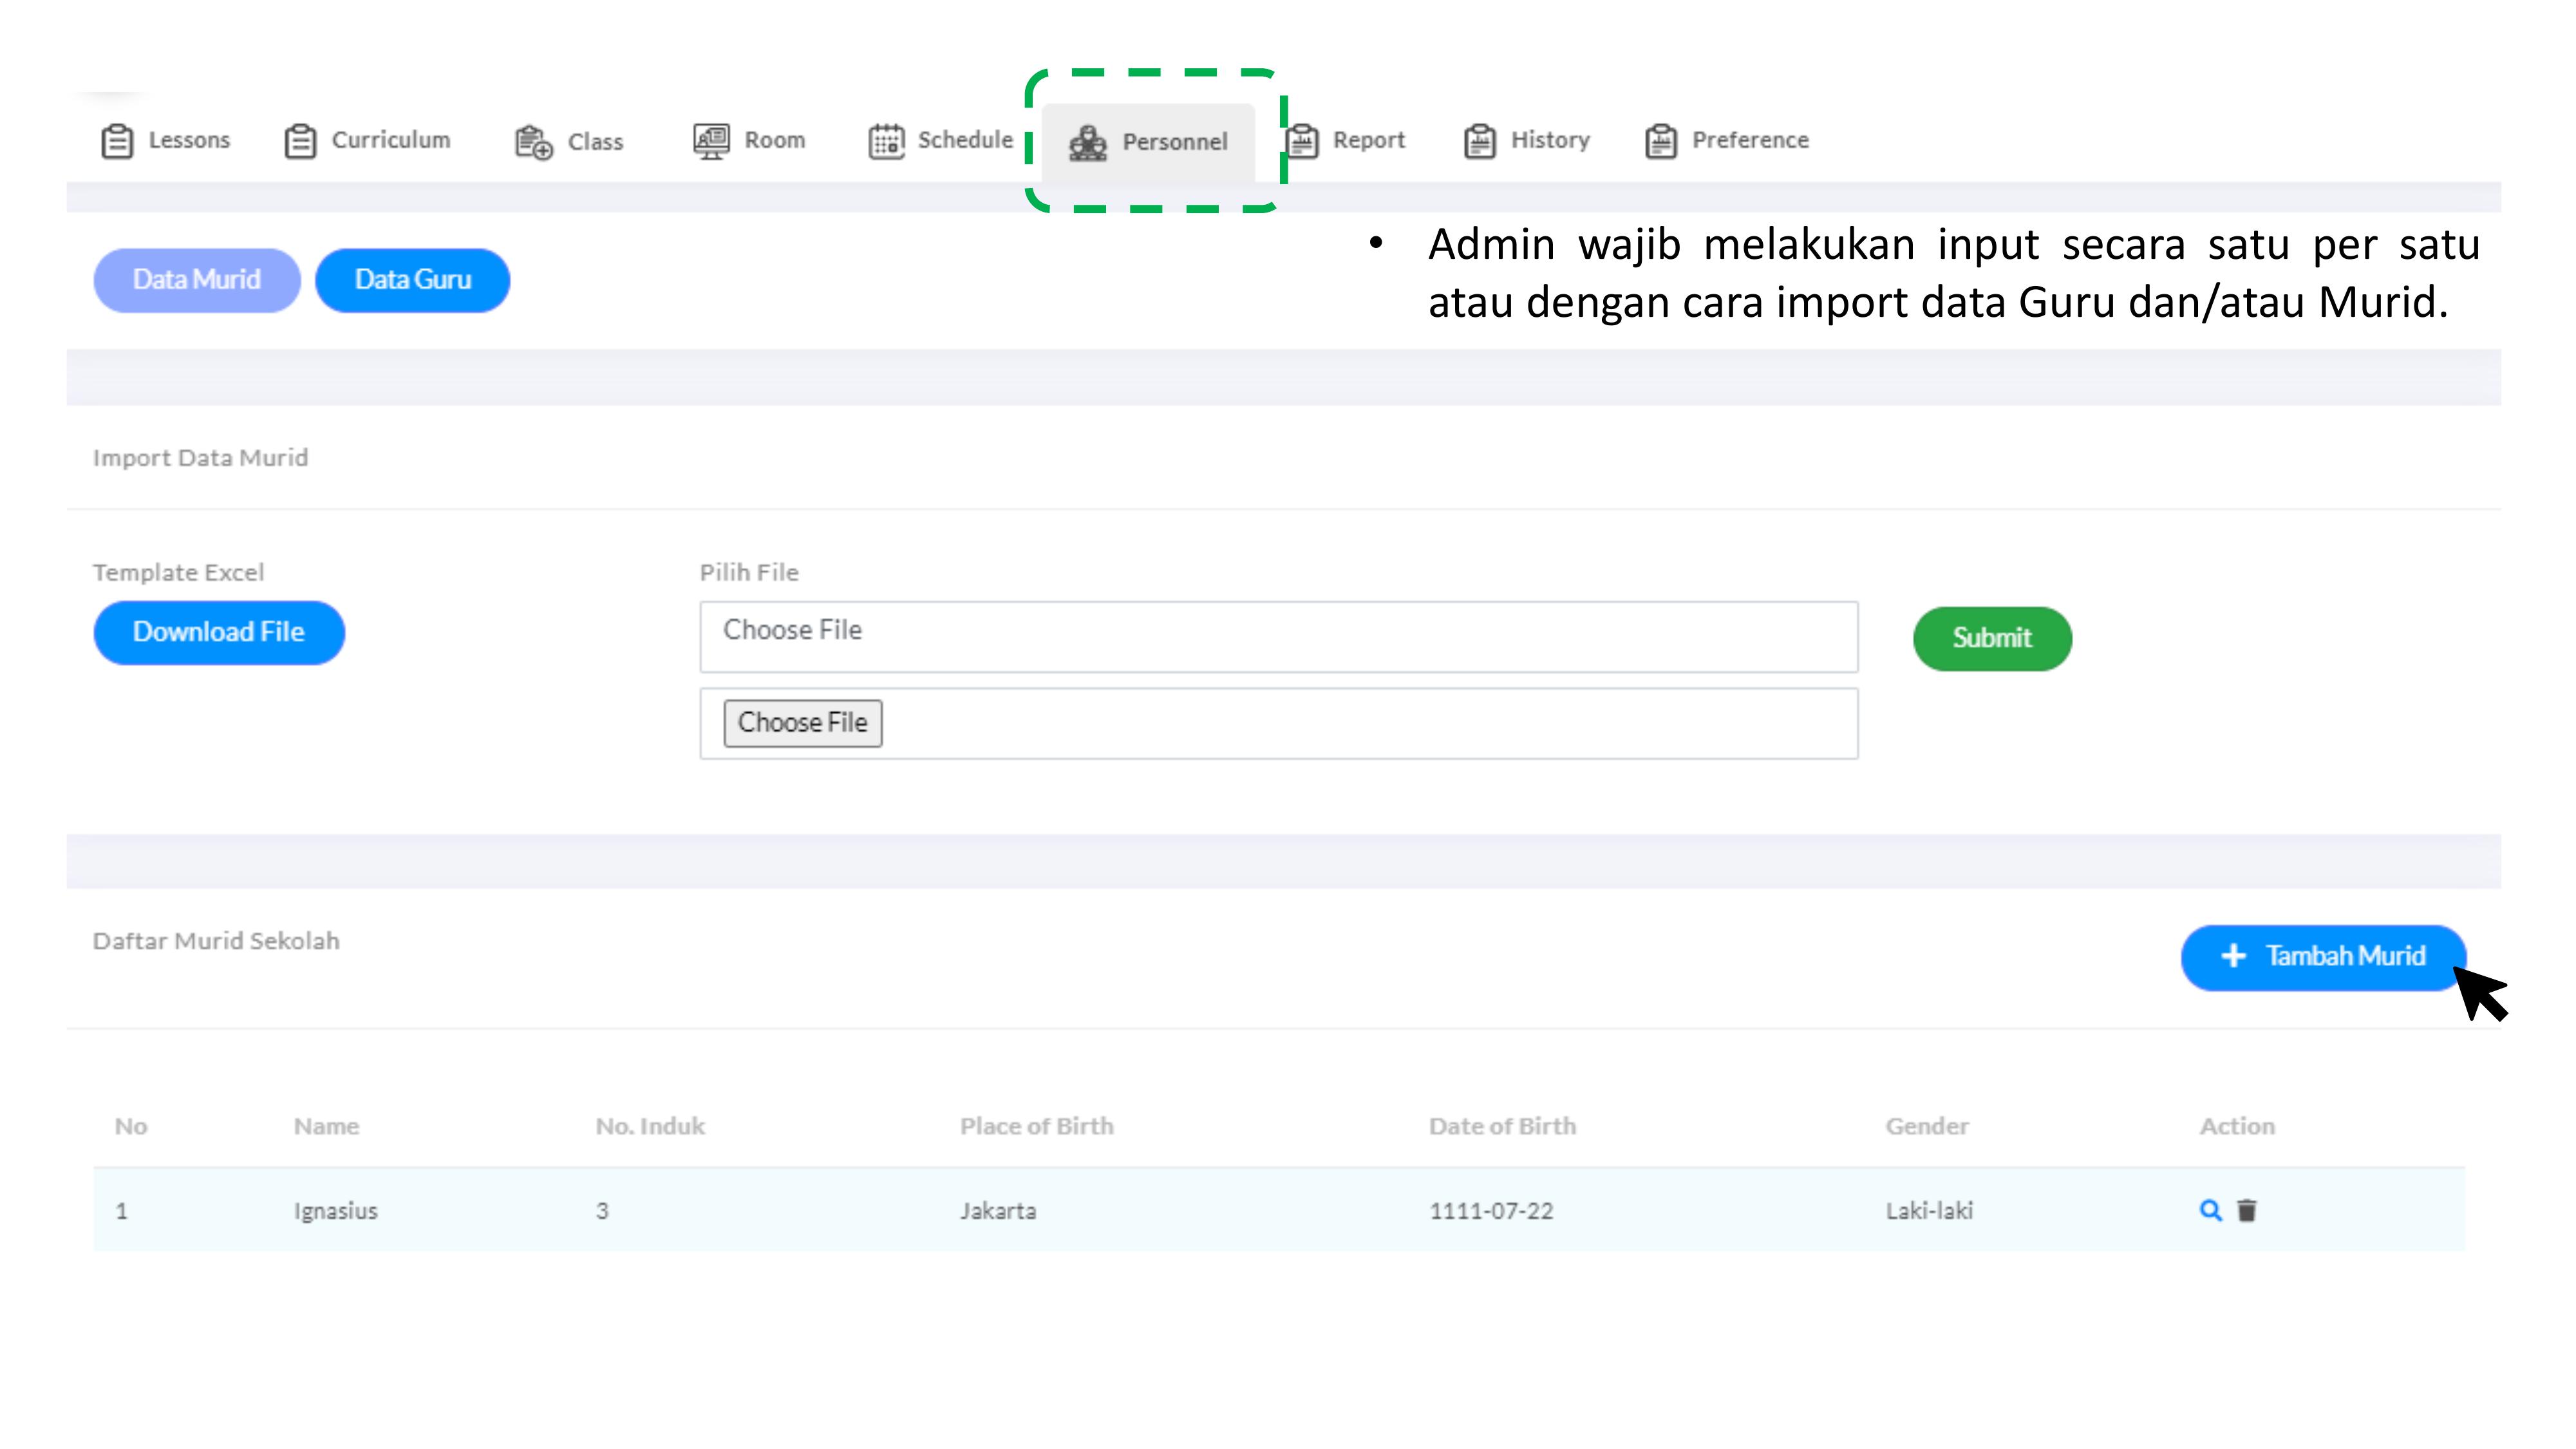 Lessons Curriculum Class Room Schedule Personnel Report History Preference
Data Murid Data Guru
• Admin wajib melakukan input secara satu per satu
atau dengan cara import data Guru dan/atau Murid.
Import Data Murid
Template Excel Pilih File
Download File Choose File Submit
Choose File
Daftar Murid Sekolah + Tambah Murid
No Name No. Induk Place of Birth Date of Birth Gender Action
1 Ignasius 3 Jakarta 1111-07-22 Laki-laki